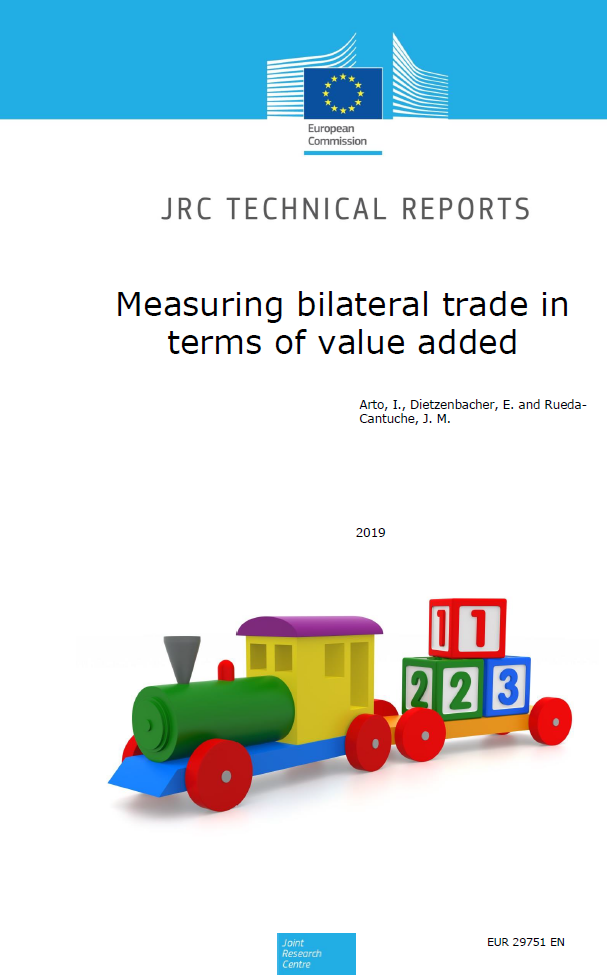 European
Commission
JRC TECHNICAL REPORTS
Measuring bilateral trade in
terms of value added
Arto, I., Dietzenbacher, E. and Rueda-
Cantuche, J. M.
2019
1 1
2 2 3
Joint
Research
Centre
EUR 29751 EN